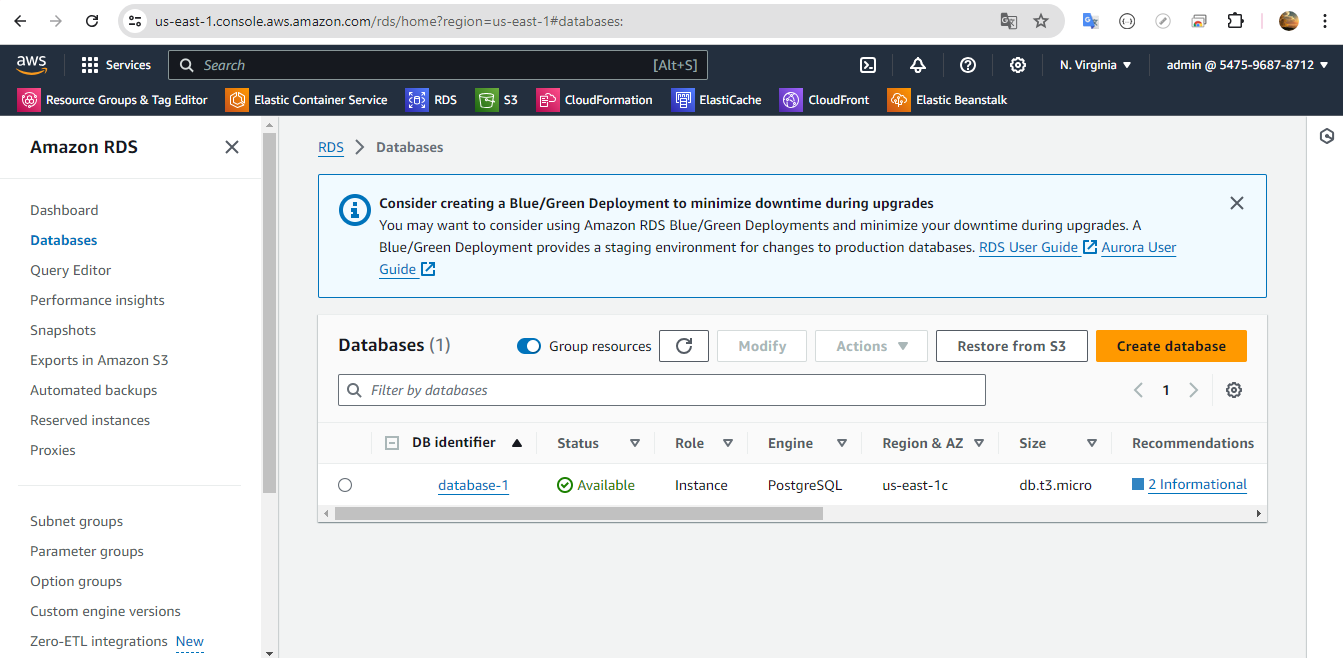 us-east-1.console.aws.amazon.com/rds/home?region=us-east-1#databases:
aws Services Search [Alt+S] N. Virginia admin @ 5475-9687-8712
Resource Groups & Tag Editor Elastic Container Service RDS S3 CloudFormation ElastiCache CloudFront Elastic Beanstalk
Amazon RDS
Dashboard
Databases
Query Editor
Performance insights
Snapshots
Exports in Amazon S3
Automated backups
Reserved instances
Proxies
Subnet groups
Parameter groups
Option groups
Custom engine versions
Zero-ETL integrations New
RDS > Databases
Consider creating a Blue/Green Deployment to minimize downtime during upgrades
You may want to consider using Amazon RDS Blue/Green Deployments and minimize your downtime during upgrades. A
Blue/Green Deployment provides a staging environment for changes to production databases. RDS User Guide Aurora User
Guide
Databases (1) Group resources Modify Actions Restore from S3 Create database
Filter by databases 1
DB identifier Status Role Engine Region & AZ Size Recommendations
database-1 Available Instance PostgreSQL us-east-1c db.t3.micro 2 Informational